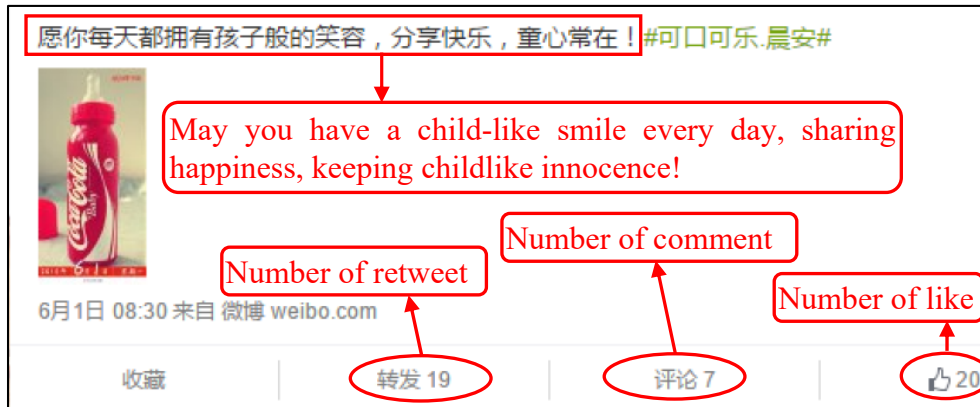 愿你每天都拥有孩子般的笑容，分享快乐，童心常在！#可口可乐.晨安#
May you have a child-like smile every day, sharing
happiness, keeping childlike innocence!
Coca-Cola
Baby
Number of comment
Number of retweet
Number of like
6月1日 08:30 来自 微博 weibo.com
收藏
转发 19
评论 7
20